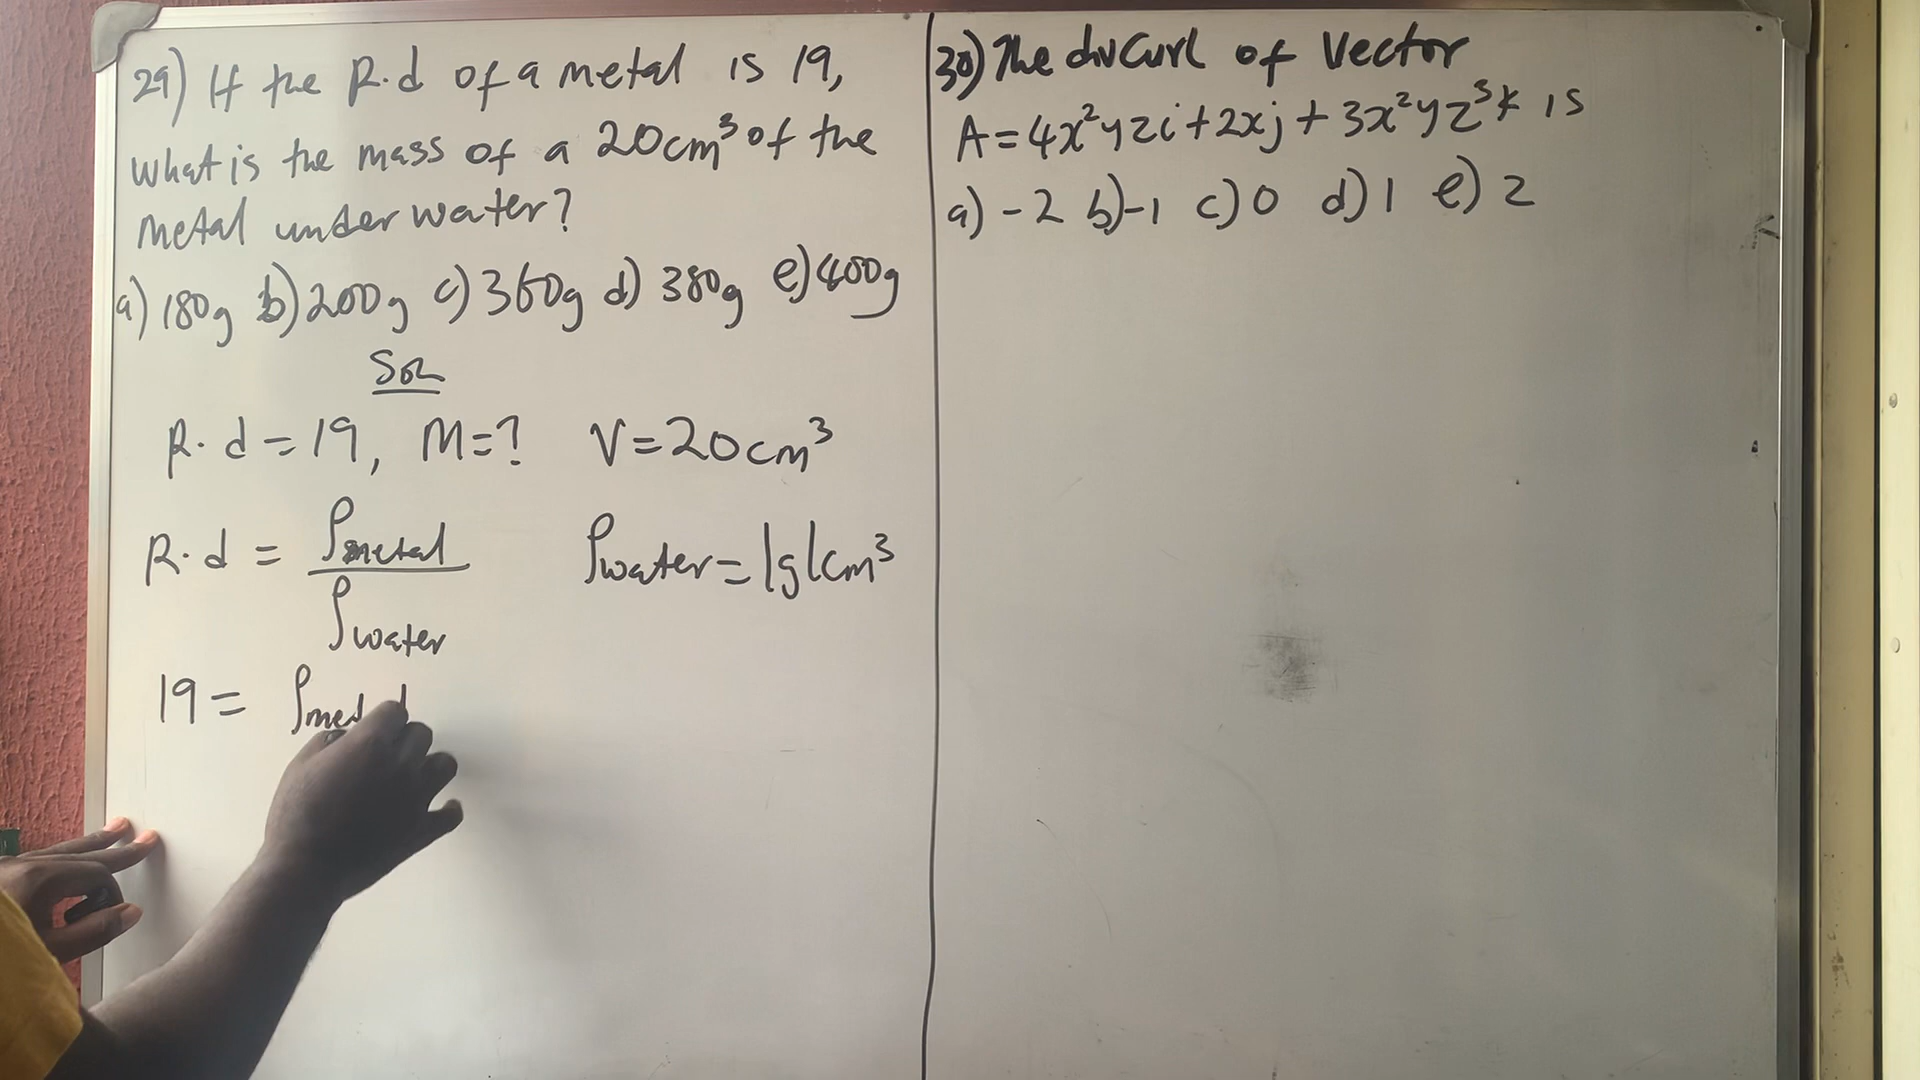 29) If the R.d of a metal is 19,
what is the mass of a 20cm³ of the
metal under water?
a) 180g b) 200g c) 360g d) 380g e) 400g
Soln
R.d = 19, M=? V=20cm³
R.d = ρmetal ρwater = 1g/cm³
ρwater
19 =
30) The divCurl of Vector
A = 4x²yzi + 2xj + 3x²yz³k is
a) -2 b) -1 c) 0 d) 1 e) 2